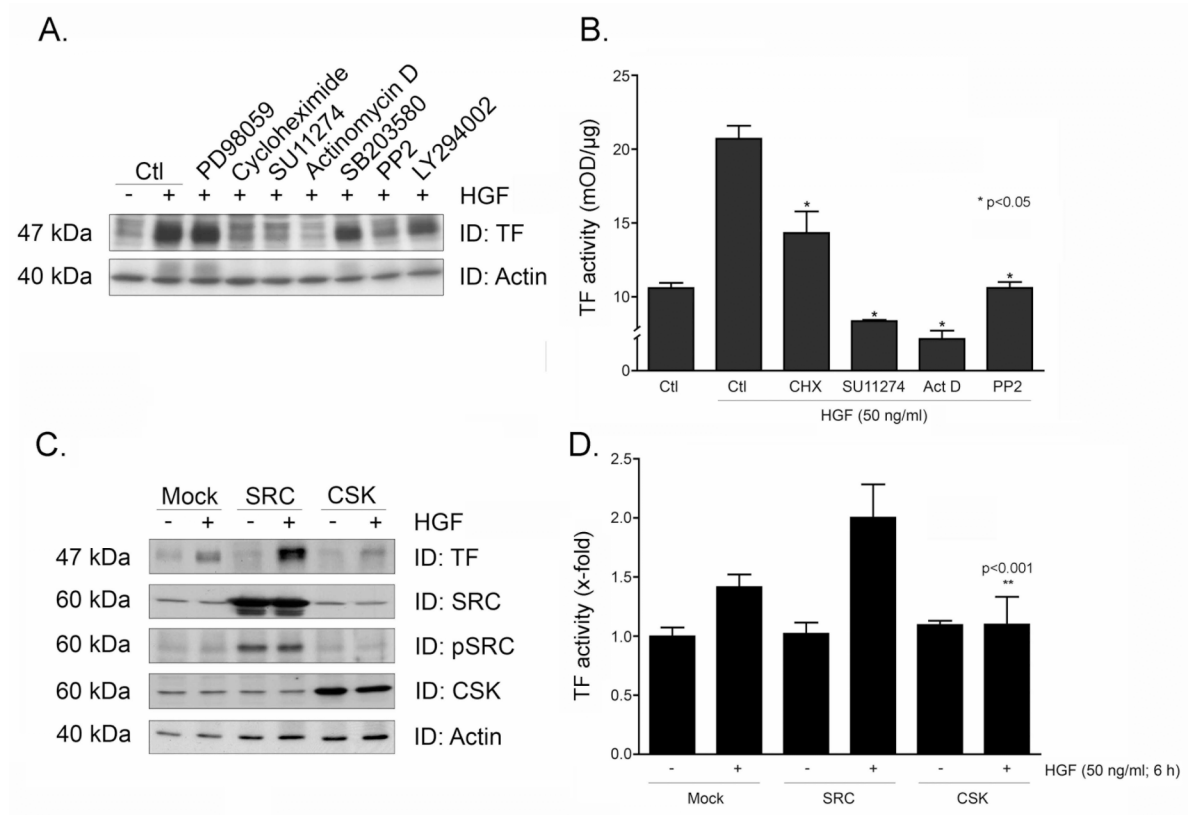 A.
Ctl
PD98059
Cycloheximide
SU11274
Actinomycin D
SB203580
PP2
LY294002
- + + + + + + + + HGF
47 kDa ID: TF
40 kDa ID: Actin
B.
TF activity (mOD/µg)
25
20
15
10
0
* * * *
* p<0.05
Ctl Ctl CHX SU11274 Act D PP2
HGF (50 ng/ml)
C.
Mock SRC CSK
- + - + - + HGF
47 kDa ID: TF
60 kDa ID: SRC
60 kDa ID: pSRC
60 kDa ID: CSK
40 kDa ID: Actin
D.
TF activity (x-fold)
2.5
2.0
1.5
1.0
0.5
0.0
p<0.001
**
- + - + - + HGF (50 ng/ml; 6 h)
Mock SRC CSK